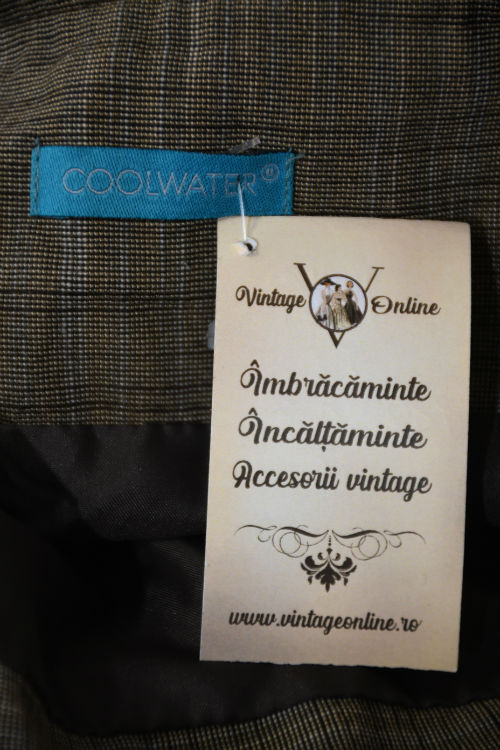 COOLWATER
Vintage Online
Îmbrăcăminte
Încălțăminte
Accesorii vintage
www.vintageonline.ro